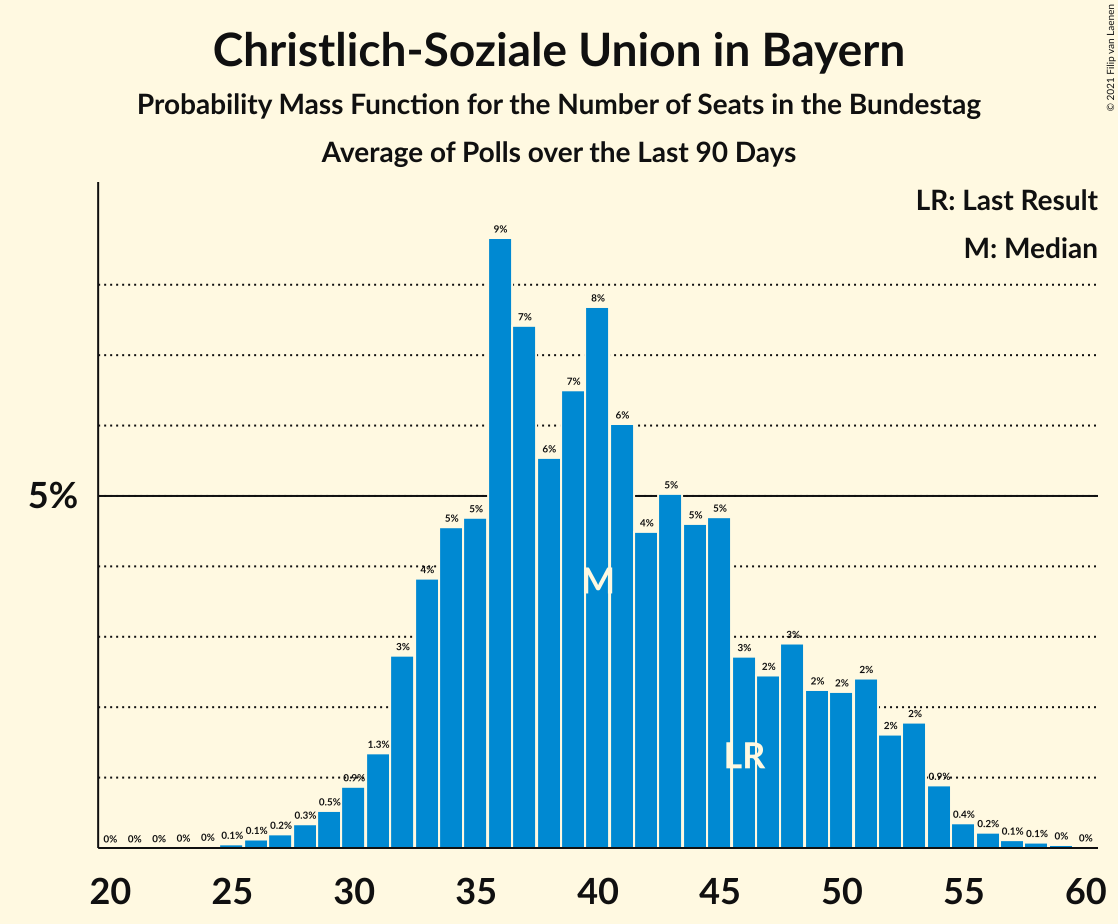 Christlich-Soziale Union in Bayern
Probability Mass Function for the Number of Seats in the Bundestag
Average of Polls over the Last 90 Days
© 2021 Filip van Laenen
LR: Last Result
M: Median
5%
0% 0% 0% 0% 0% 0.1% 0.1% 0.2% 0.3% 0.5% 0.9% 1.3% 3% 4% 5% 5% 9% 7% 6% 7% 8% 6% 4% 5% 5% 5% 3% 2% 3% 2% 2% 2% 2% 2% 0.9% 0.4% 0.2% 0.1% 0.1% 0% 0%
M
LR
20 25 30 35 40 45 50 55 60